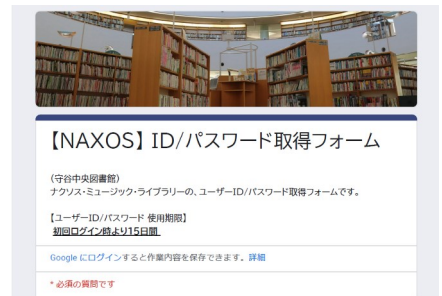 【NAXOS】ID/パスワード取得フォーム
(守谷中央図書館)
ナクソス・ミュージック・ライブラリーの、ユーザーID/パスワード取得フォームです。
【ユーザーID/パスワード 使用期限】
初回ログイン時より15日間
Google にログインすると作業内容を保存できます。詳細
* 必須の質問です